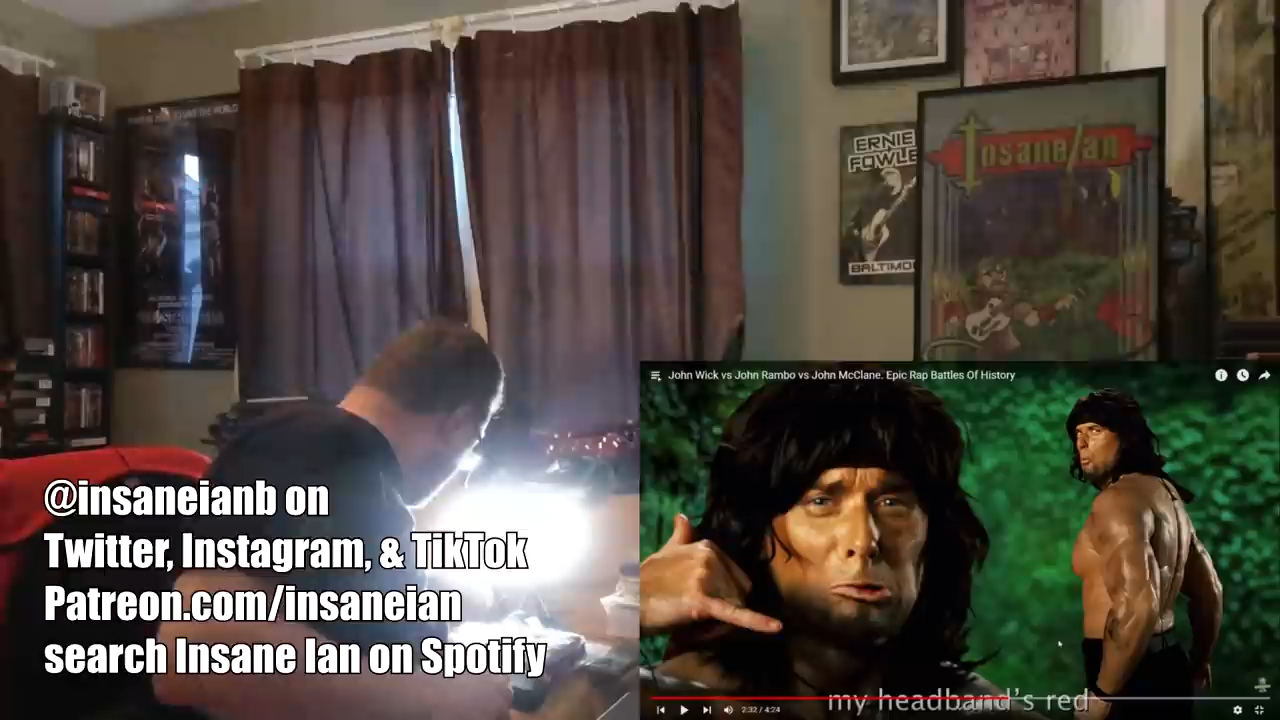 ERNIE
FOWLE
BALTIMO
Insane Ian
@insaneianb on
Twitter, Instagram, & TikTok
Patreon.com/insaneian
search Insane Ian on Spotify
John Wick vs John Rambo vs John McClane. Epic Rap Battles Of History
my headband's red
2:32 / 4:24